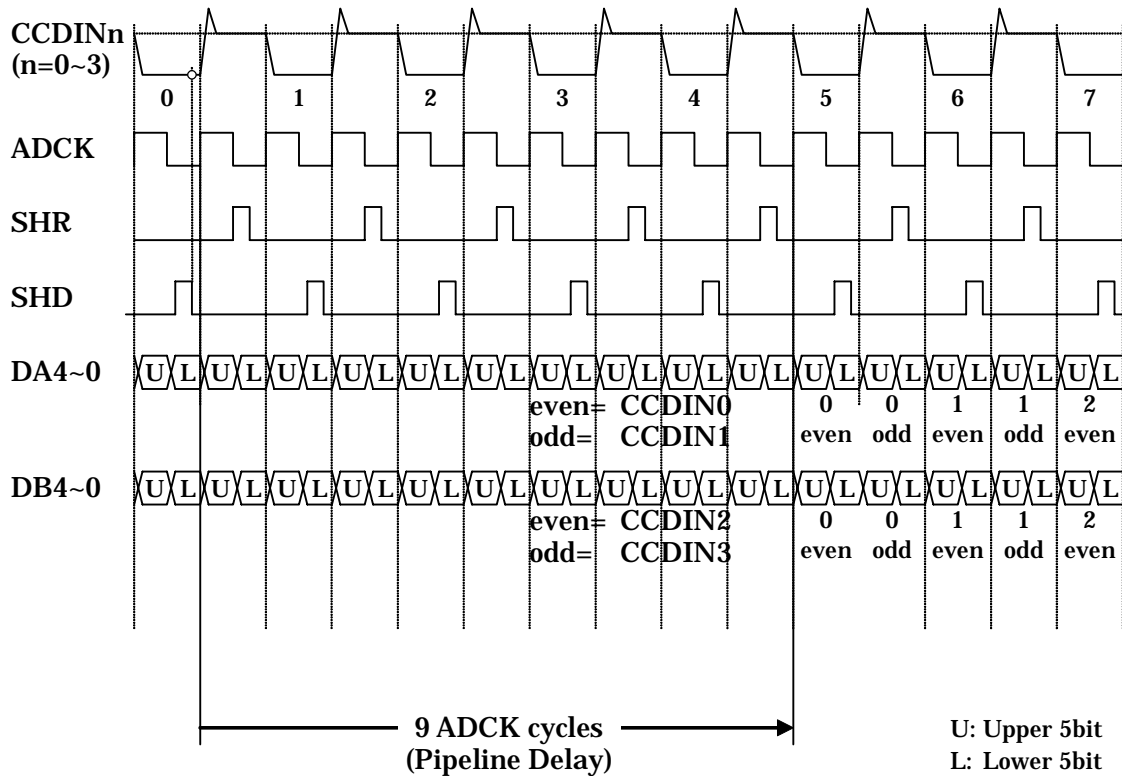 CCDINn
(n=0~3)
0 1 2 3 4 5 6 7
ADCK
SHR
SHD
DA4~0 U L U L U L U L U L U L U L U L U L U L U L U L U L U L U L
even= CCDIN0 0 0 1 1 2
odd= CCDIN1 even odd even odd even
DB4~0 U L U L U L U L U L U L U L U L U L U L U L U L U L U L U L
even= CCDIN2 0 0 1 1 2
odd= CCDIN3 even odd even odd even
9 ADCK cycles
(Pipeline Delay)
U: Upper 5bit
L: Lower 5bit